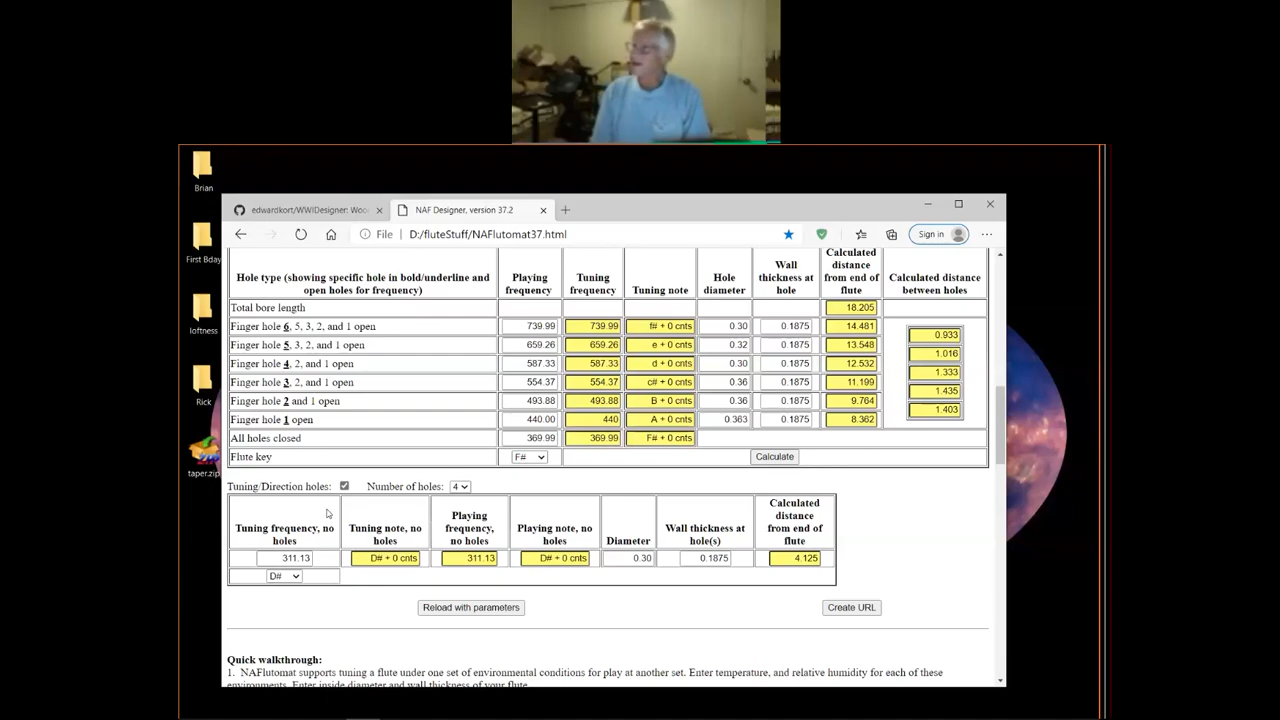 Brian
First Bday
loftness
Rick
taper.zip
edwardkort/WWIDesigner: Woo
NAF Designer, version 37.2
File
D:/fluteStuff/NAFlutomat37.html
Sign in
Hole type (showing specific hole in bold/underline and open holes for frequency) Playing frequency Tuning frequency Tuning note Hole diameter Wall thickness at hole Calculated distance from end of flute Calculated distance between holes
Total bore length 18.205
Finger hole 6, 5, 3, 2, and 1 open 739.99 739.99 f# + 0 cnts 0.30 0.1875 14.481
0.933
Finger hole 5, 3, 2, and 1 open 659.26 659.26 e + 0 cnts 0.32 0.1875 13.548
1.016
Finger hole 4, 2, and 1 open 587.33 587.33 d + 0 cnts 0.30 0.1875 12.532
1.333
Finger hole 3, 2, and 1 open 554.37 554.37 c# + 0 cnts 0.36 0.1875 11.199
1.435
Finger hole 2 and 1 open 493.88 493.88 B + 0 cnts 0.36 0.1875 9.764
1.403
Finger hole 1 open 440.00 440 A + 0 cnts 0.363 0.1875 8.362
All holes closed 369.99 369.99 F# + 0 cnts
Flute key F# Calculate
Tuning/Direction holes: Number of holes: 4
Tuning frequency, no holes Tuning note, no holes Playing frequency, no holes Playing note, no holes Diameter Wall thickness at hole(s) Calculated distance from end of flute
311.13 D# + 0 cnts 311.13 D# + 0 cnts 0.30 0.1875 4.125
D#
Reload with parameters Create URL
Quick walkthrough:
1. NAFlutomat supports tuning a flute under one set of environmental conditions for play at another set. Enter temperature, and relative humidity for each of these
environments. Enter inside diameter and wall thickness of your flute.